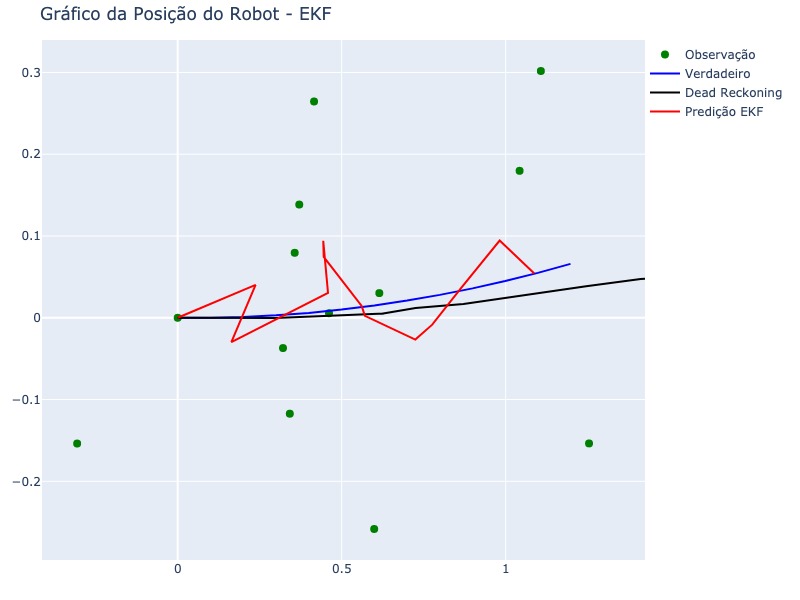 Gráfico da Posição do Robot - EKF
Observação
Verdadeiro
Dead Reckoning
Predição EKF
0.3
0.2
0.1
0
−0.1
−0.2
0
0.5
1